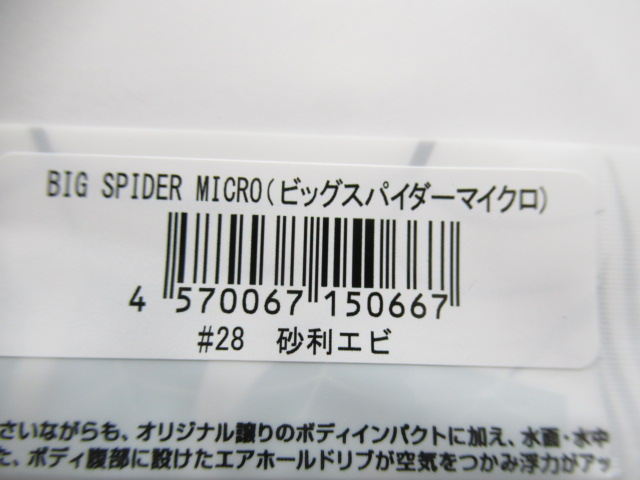 BIG SPIDER MICRO(ビッグスパイダーマイクロ)
4 570067 150667
#28 砂利エビ
さいながらも、オリジナル譲りのボディインパクトに加え、水面・水中
た、ボディ腹部に設けたエアホールドリブが空気をつかみ浮力がアッ